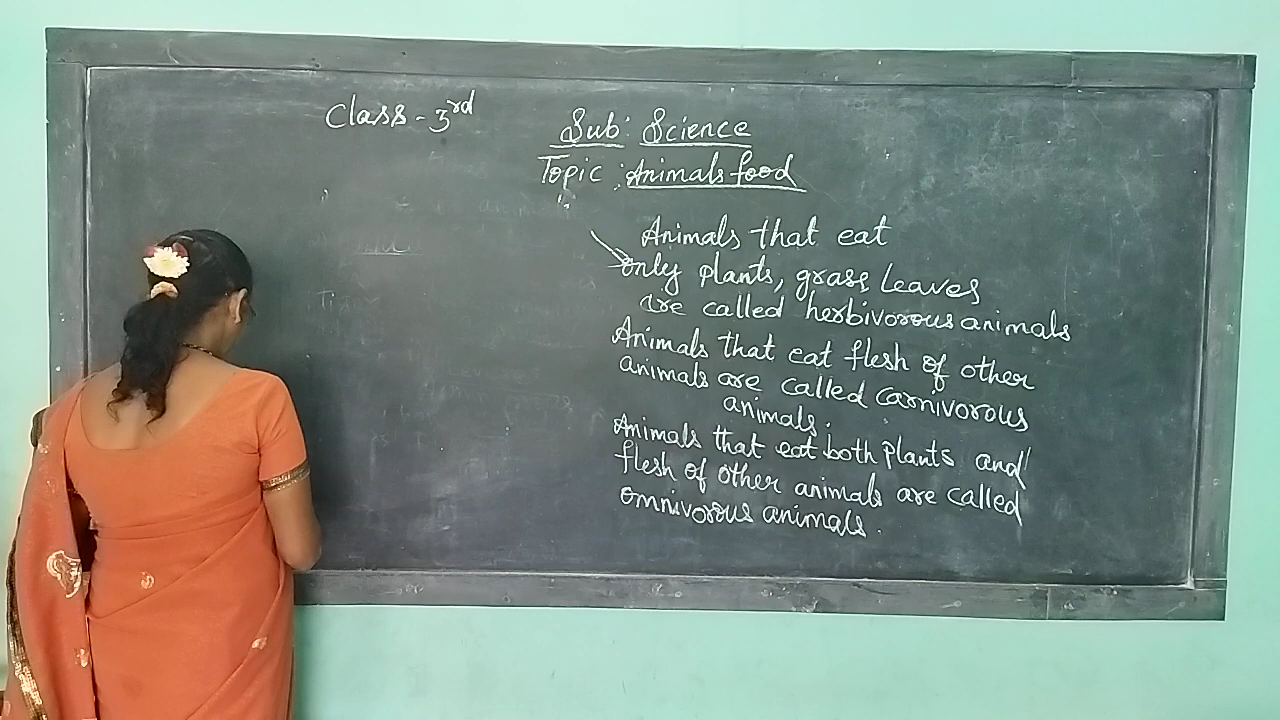 Class - 3rd
Sub: Science
Topic : Animals food
Animals that eat
only plants, grass leaves
are called herbivorous animals
Animals that eat flesh of other
animals are called carnivorous
animals.
Animals that eat both plants and
flesh of other animals are called
omnivorous animals.